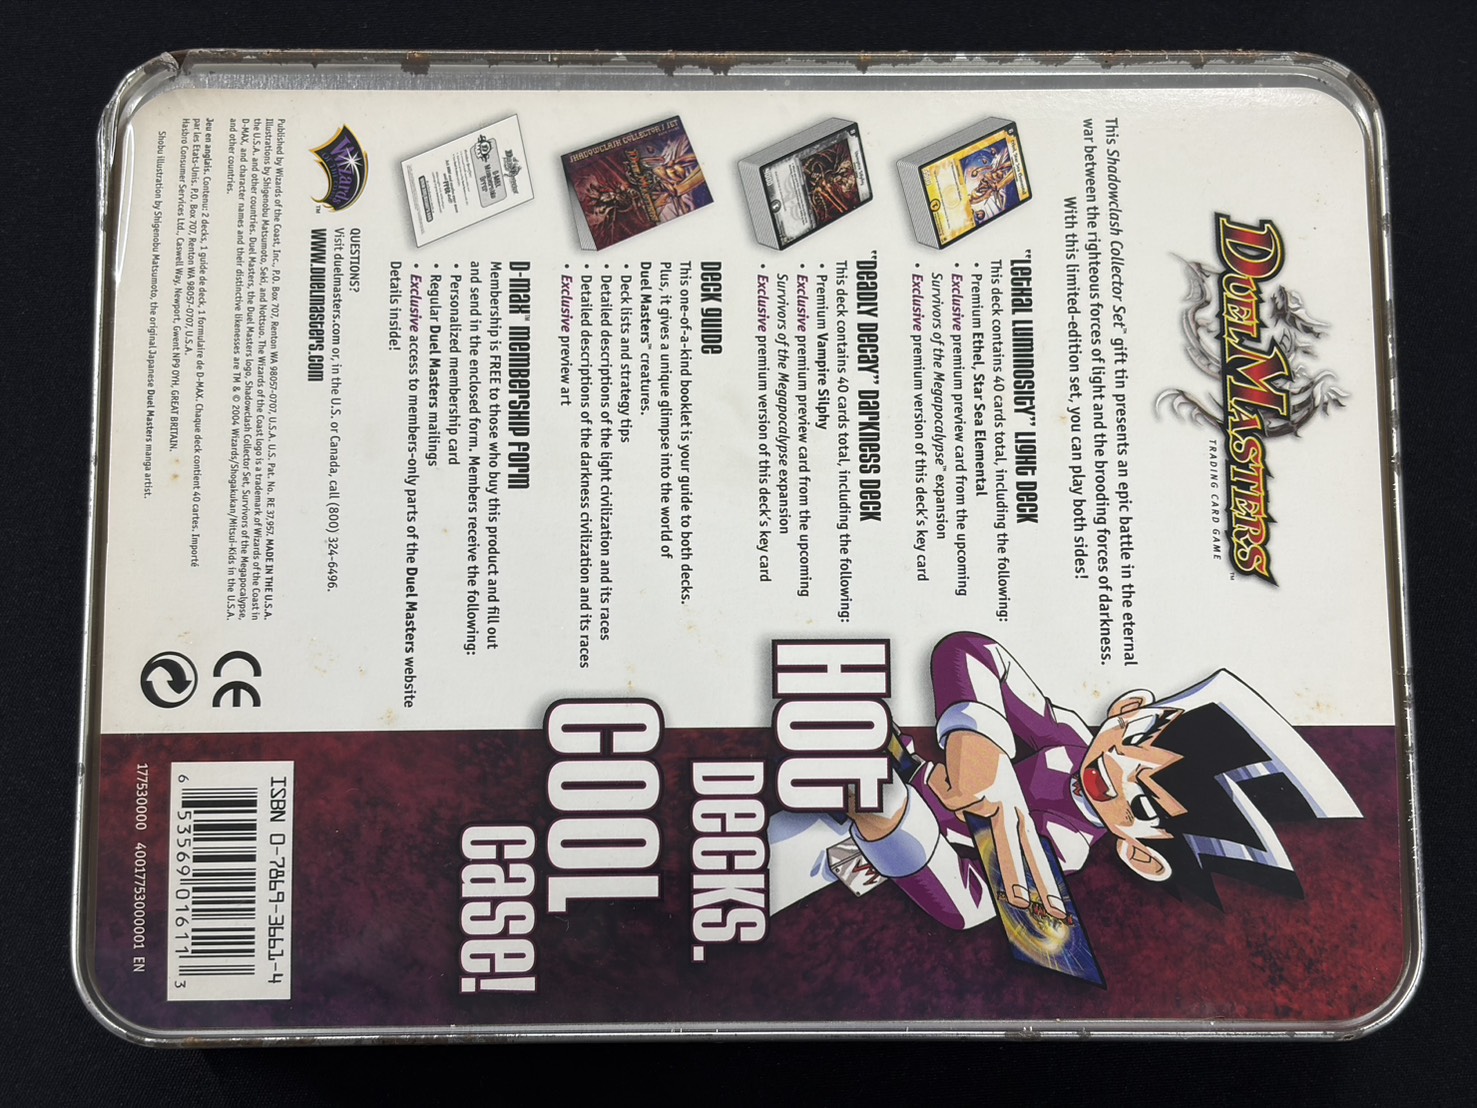 DUEL MASTERS™
TRADING CARD GAME
This Shadowclash Collector Set™ gift tin presents an epic battle in the eternal
war between the righteous forces of light and the brooding forces of darkness.
With this limited-edition set, you can play both sides!
"Lethal Luminosity" Light Deck
This deck contains 40 cards total, including the following:
• Premium Ethel, Star Sea Elemental
• Exclusive premium preview card from the upcoming
Survivors of the Megapocalypse™ expansion
• Exclusive premium version of this deck's key card
"Deady Decay" Darkness Deck
This deck contains 40 cards total, including the following:
• Premium Vampire Silphy
• Exclusive premium preview card from the upcoming
Survivors of the Megapocalypse expansion
• Exclusive premium version of this deck's key card
SHADOWCLASH COLLECTOR'S SET
Deck Guide
This one-of-a-kind booklet is your guide to both decks.
Plus, it gives a unique glimpse into the world of
Duel Masters™ creatures.
• Deck lists and strategy tips
• Detailed descriptions of the light civilization and its races
• Detailed descriptions of the darkness civilization and its races
• Exclusive preview art
D-Max™ Membership Form
Membership is FREE to those who buy this product and fill out
and send in the enclosed form. Members receive the following:
• Personalized membership card
• Regular Duel Masters mailings
• Exclusive access to members-only parts of the Duel Masters website
Details inside!
HOT
DECKS.
COOL
CASE!
Wizards
™
QUESTIONS?
Visit duelmasters.com or, in the U.S. or Canada, call (800) 324-6496.
WWW.DUELMASTERS.COM
Published by Wizards of the Coast, Inc., P.O. Box 707, Renton WA 98057-0707, U.S.A. U.S. Pat. No. RE 37,957. MADE IN THE U.S.A.
Illustrations by Shigenobu Matsumoto, Seki, and Nottsuo. The Wizards of the Coast logo is a trademark of Wizards of the Coast in
the U.S.A. and other countries. Duel Masters, the Duel Masters logo, Shadowclash Collector Set, Survivors of the Megapocalypse,
D-MAX, and character names and their distinctive likenesses are TM & © 2004 Wizards/Shogakukan/Mitsui-Kids in the U.S.A.
and other countries.
Jeu en anglais. Contenu: 2 decks, 1 guide de deck, 1 formulaire de D-MAX. Chaque deck contient 40 cartes. Importé
par les Etats-Unis. P.O. Box 707, Renton WA 98057-0707, U.S.A.
Hasbro Consumer Services Ltd., Caswell Way, Newport, Gwent NP9 0YH, GREAT BRITAIN.
Shobu illustration by Shigenobu Matsumoto, the original Japanese Duel Masters manga artist.
CE
ISBN 0-7869-3661-4
6 53569 01611 3
177530000 4001775300001 EN